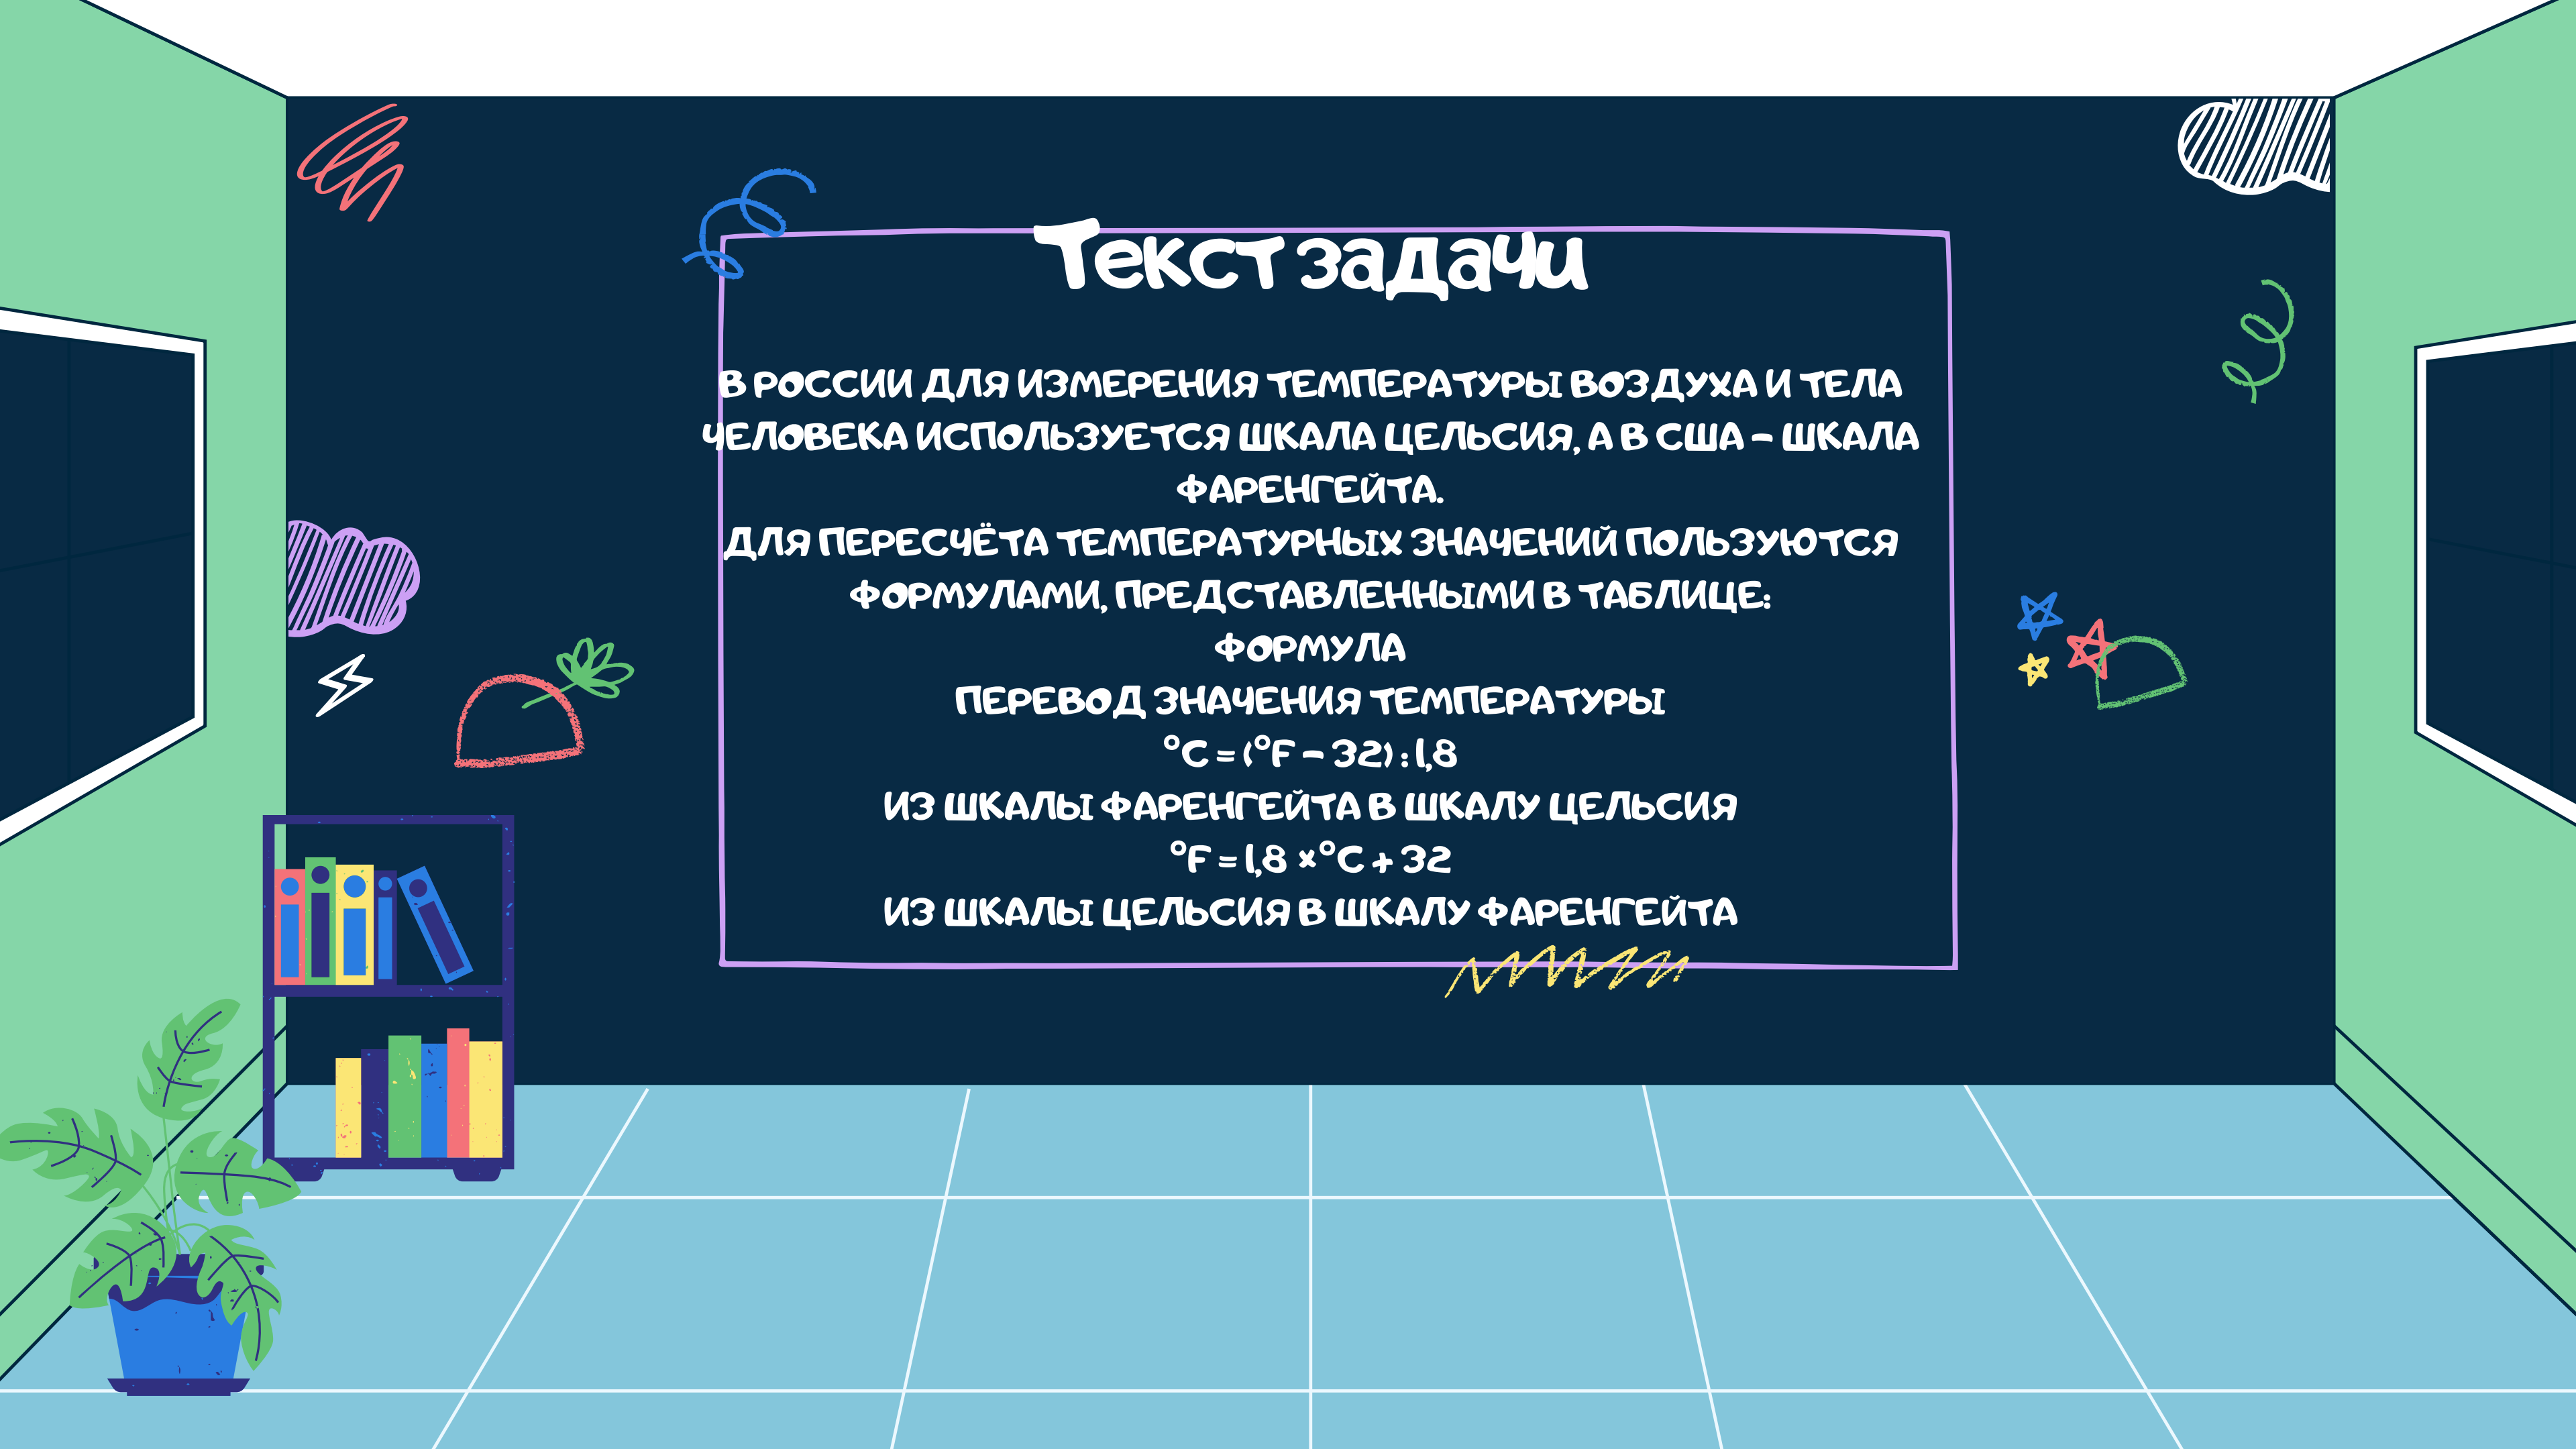 Текст задачи
В РОССИИ ДЛЯ ИЗМЕРЕНИЯ ТЕМПЕРАТУРЫ ВОЗДУХА И ТЕЛА
ЧЕЛОВЕКА ИСПОЛЬЗУЕТСЯ ШКАЛА ЦЕЛЬСИЯ, А В США – ШКАЛА
ФАРЕНГЕЙТА.
ДЛЯ ПЕРЕСЧЁТА ТЕМПЕРАТУРНЫХ ЗНАЧЕНИЙ ПОЛЬЗУЮТСЯ
ФОРМУЛАМИ, ПРЕДСТАВЛЕННЫМИ В ТАБЛИЦЕ:
ФОРМУЛА
ПЕРЕВОД ЗНАЧЕНИЯ ТЕМПЕРАТУРЫ
°C = (°F – 32) : 1,8
ИЗ ШКАЛЫ ФАРЕНГЕЙТА В ШКАЛУ ЦЕЛЬСИЯ
°F = 1,8 ×°C + 32
ИЗ ШКАЛЫ ЦЕЛЬСИЯ В ШКАЛУ ФАРЕНГЕЙТА